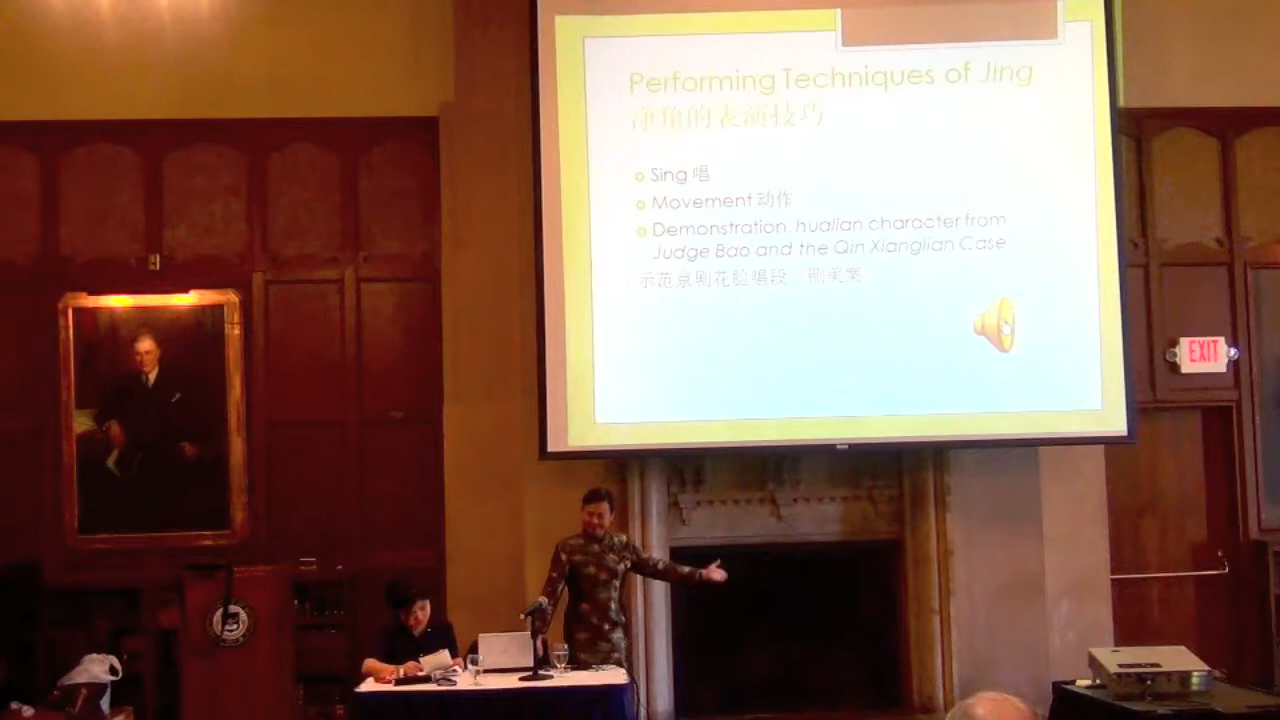 Performing Techniques of Jing
净角的表演技巧
Sing 唱
Movement 动作
Demonstration: hualian character from
Judge Bao and the Qin Xianglian Case
示范京剧花脸唱段 铡美案
EXIT